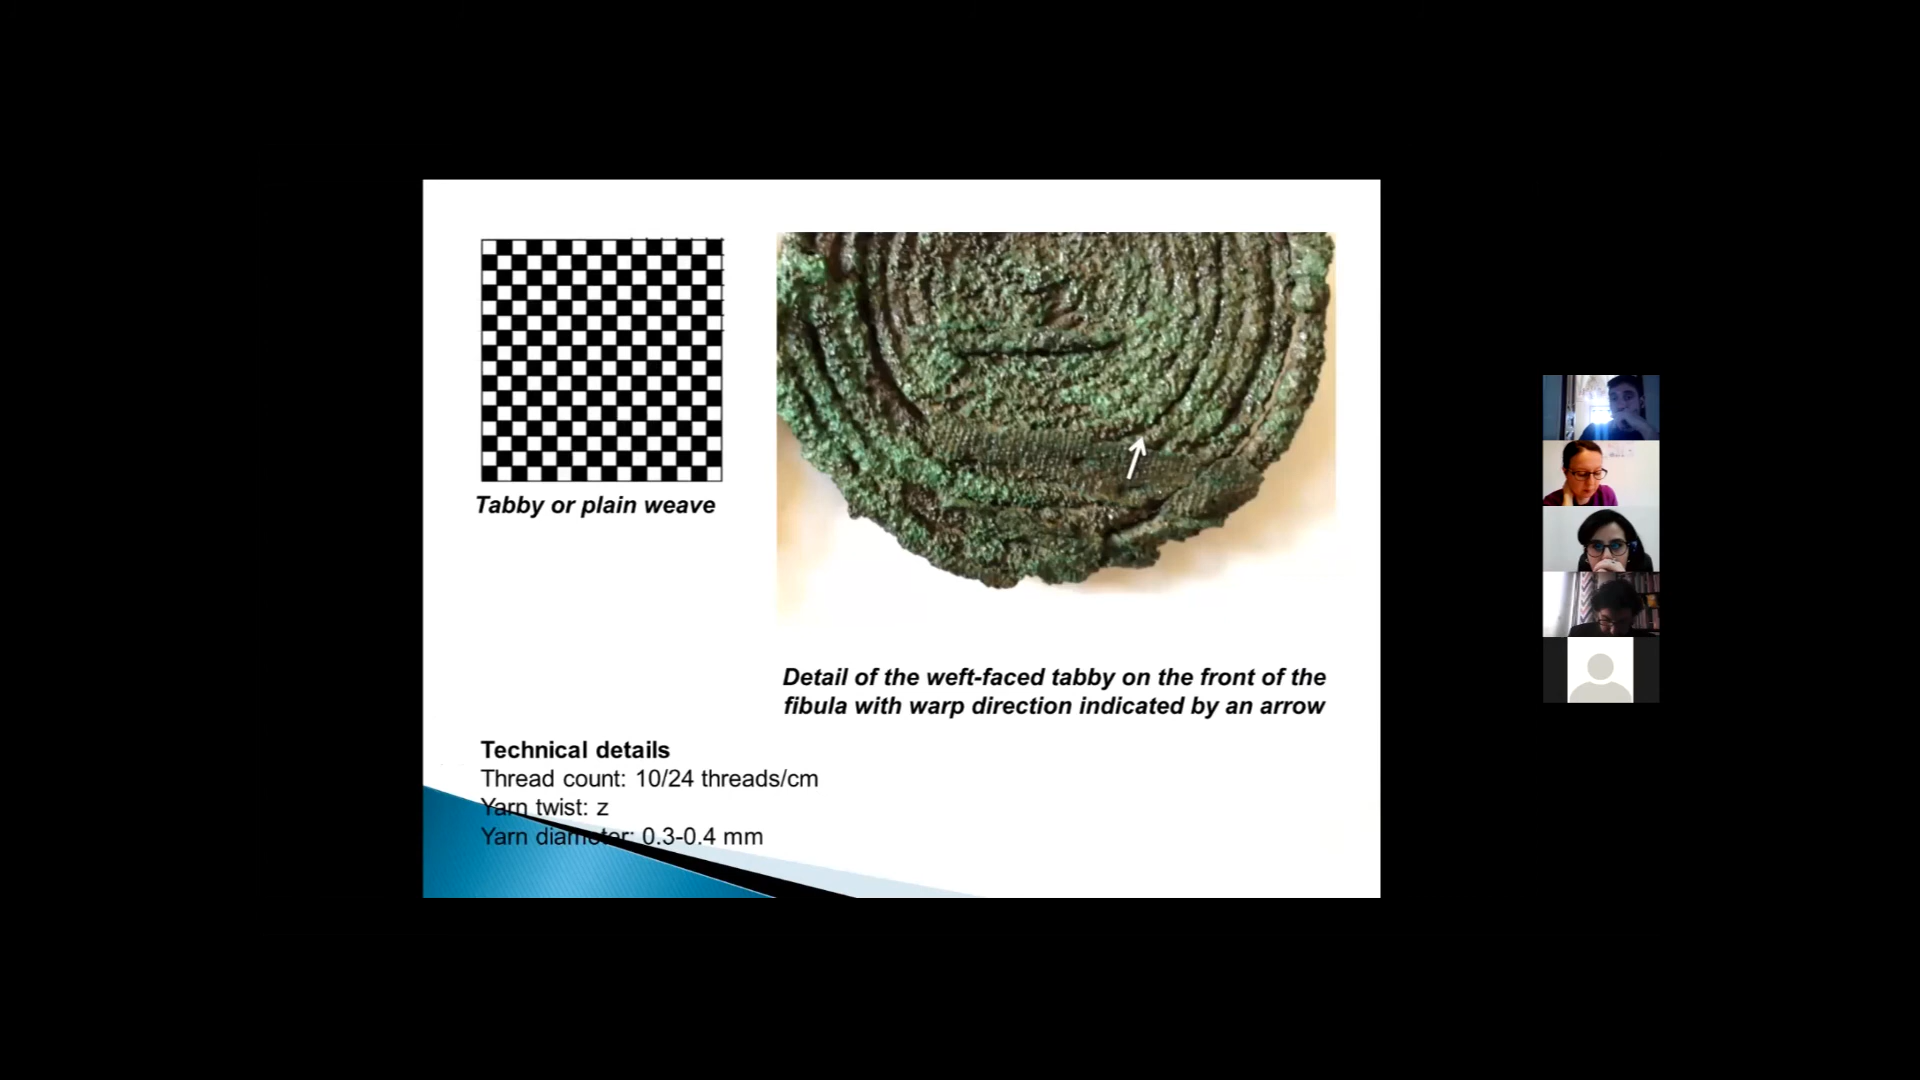 Tabby or plain weave
Detail of the weft-faced tabby on the front of the
fibula with warp direction indicated by an arrow
Technical details
Thread count: 10/24 threads/cm
Yarn twist: z
Yarn diameter: 0.3-0.4 mm